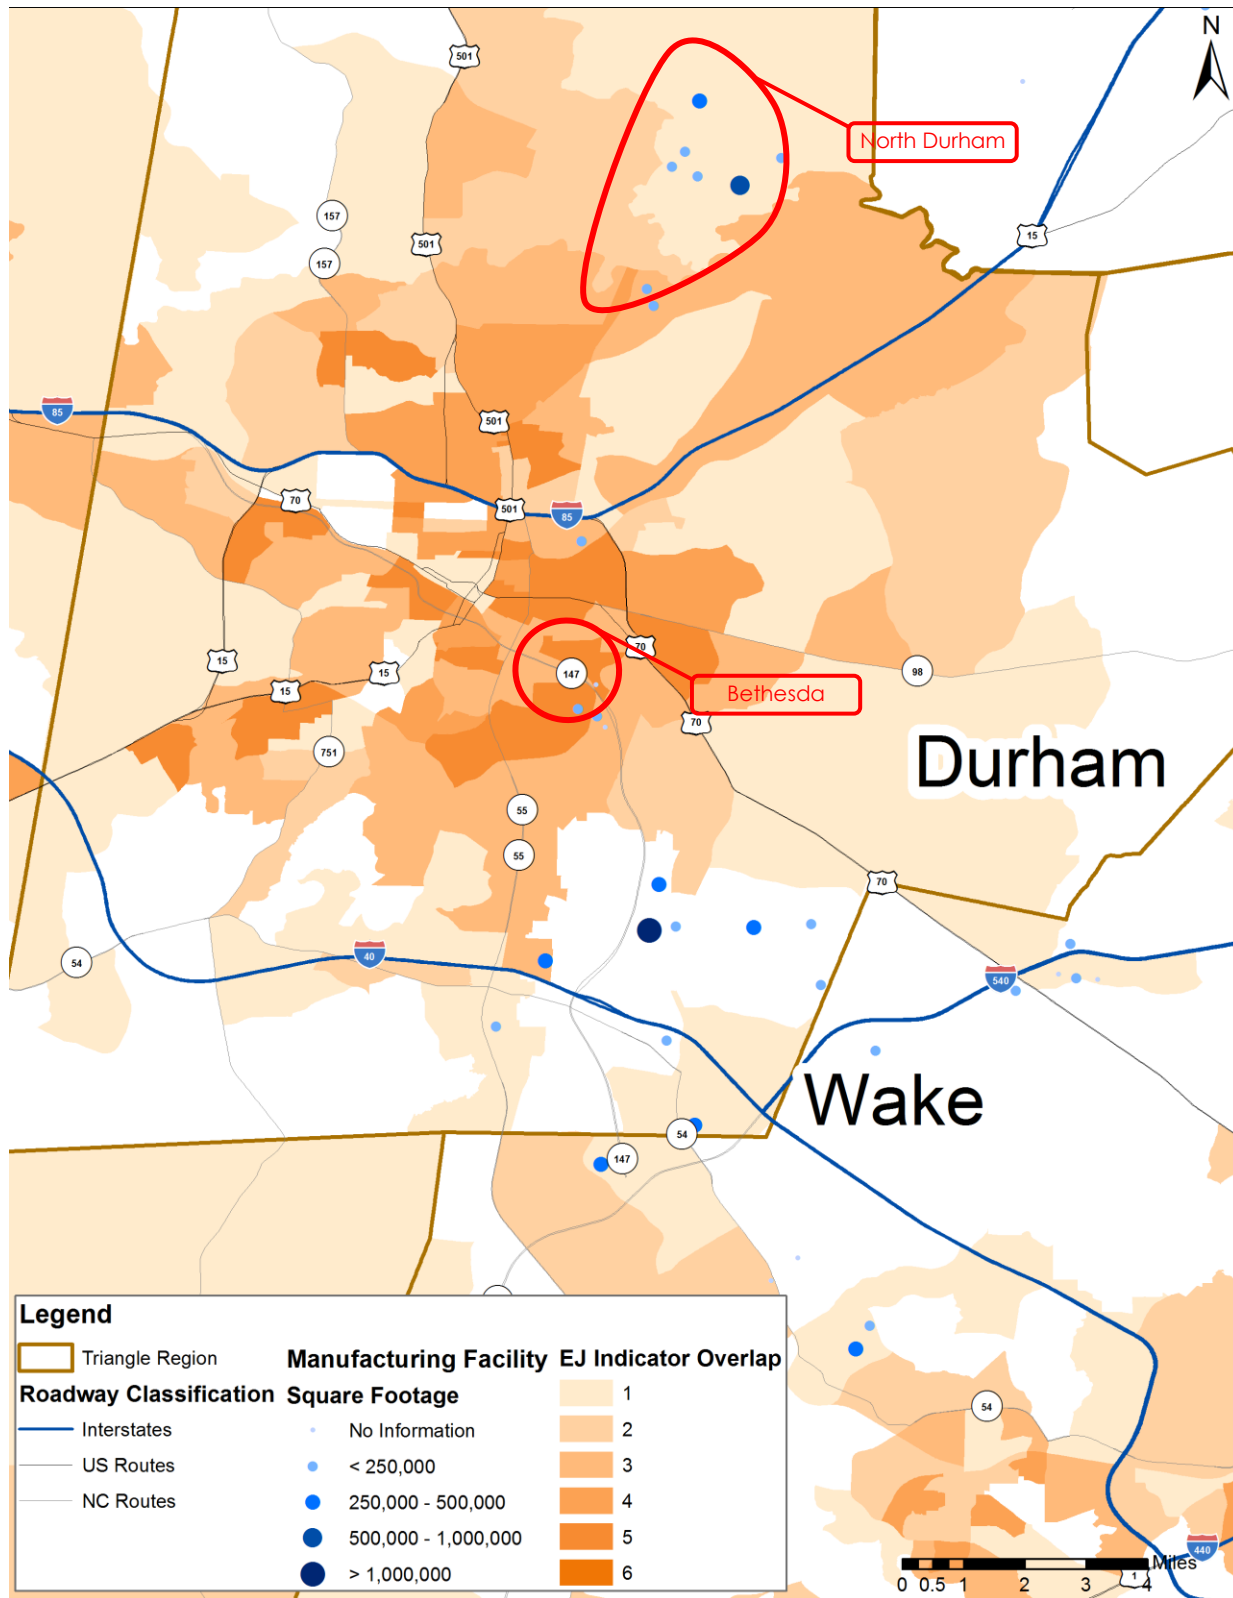 N
501
North Durham
157
501
15
157
85
501
70
501
85
70
147
15
98
15
15
Bethesda
70
751
Durham
55
55
70
54
40
540
Wake
54
147
Legend
Triangle Region
Roadway Classification
Interstates
US Routes
NC Routes
Manufacturing Facility
Square Footage
No Information
< 250,000
250,000 - 500,000
500,000 - 1,000,000
> 1,000,000
EJ Indicator Overlap
1
2
3
4
5
6
54
440
Miles
0 0.5 1 2 3 4
1